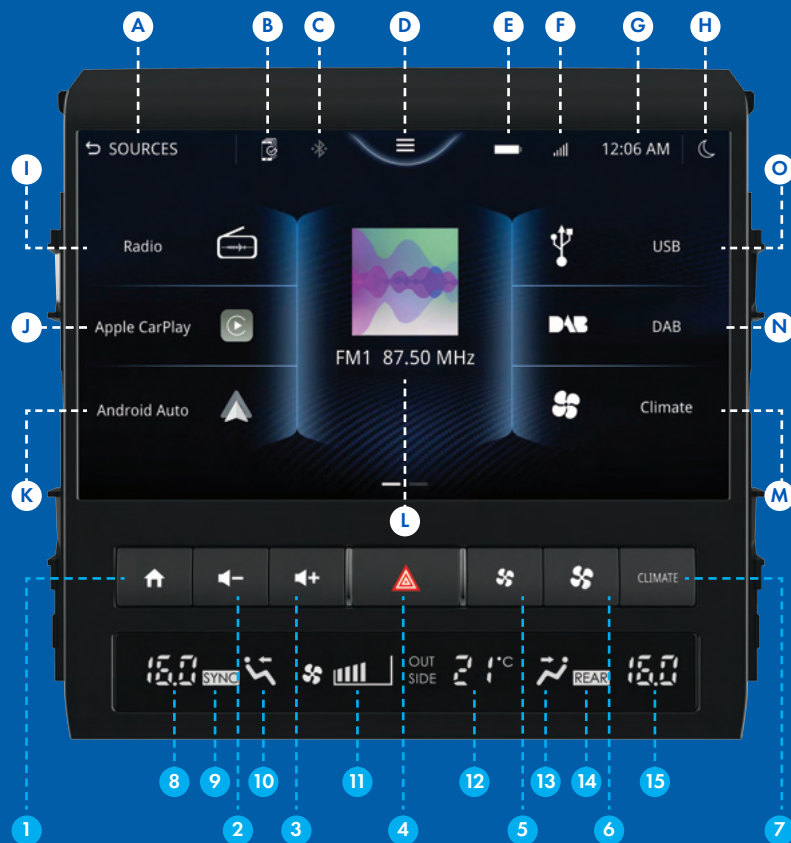 A B C D E F G H
SOURCES 12:06 AM
I O
Radio USB
J Apple CarPlay DAB N
FM1 87.50 MHz
Android Auto Climate
K L M
CLIMATE
16.0 SYNC OUT SIDE 21°C REAR 16.0
8 9 10 11 12 13 14 15
1 2 3 4 5 6 7